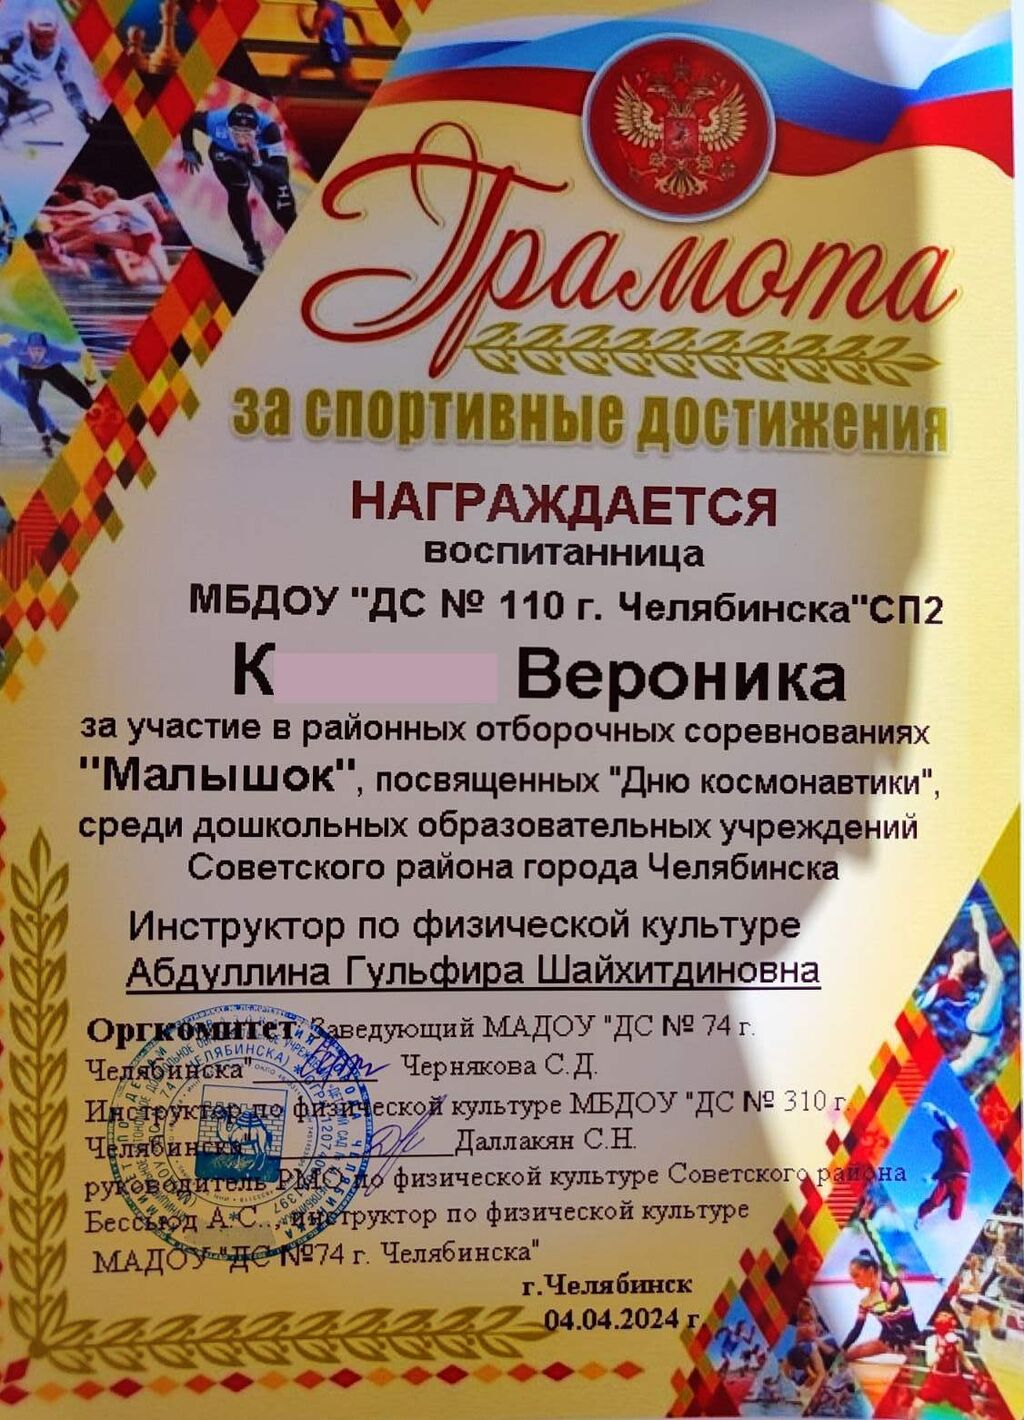 Грамота
за спортивные достижения
НАГРАЖДАЕТСЯ
воспитанница
МБДОУ "ДС № 110 г. Челябинска"СП2
К Вероника
за участие в районных отборочных соревнованиях
"Малышок", посвященных "Дню космонавтики",
среди дошкольных образовательных учреждений
Советского района города Челябинска
Инструктор по физической культуре
Абдуллина Гульфира Шайхитдиновна
Оргкомитет: Заведующий МАДОУ "ДС № 74 г.
Челябинска" Чернякова С.Д.
Инструктор по физической культуре МБДОУ "ДС № 310 г.
Челябинска" Даллакян С.Н.
руководитель РМО по физической культуре Советского района
Бессьюд А.С.., инструктор по физической культуре
МАДОУ "ДС №74 г. Челябинска"
г.Челябинск
04.04.2024 г.